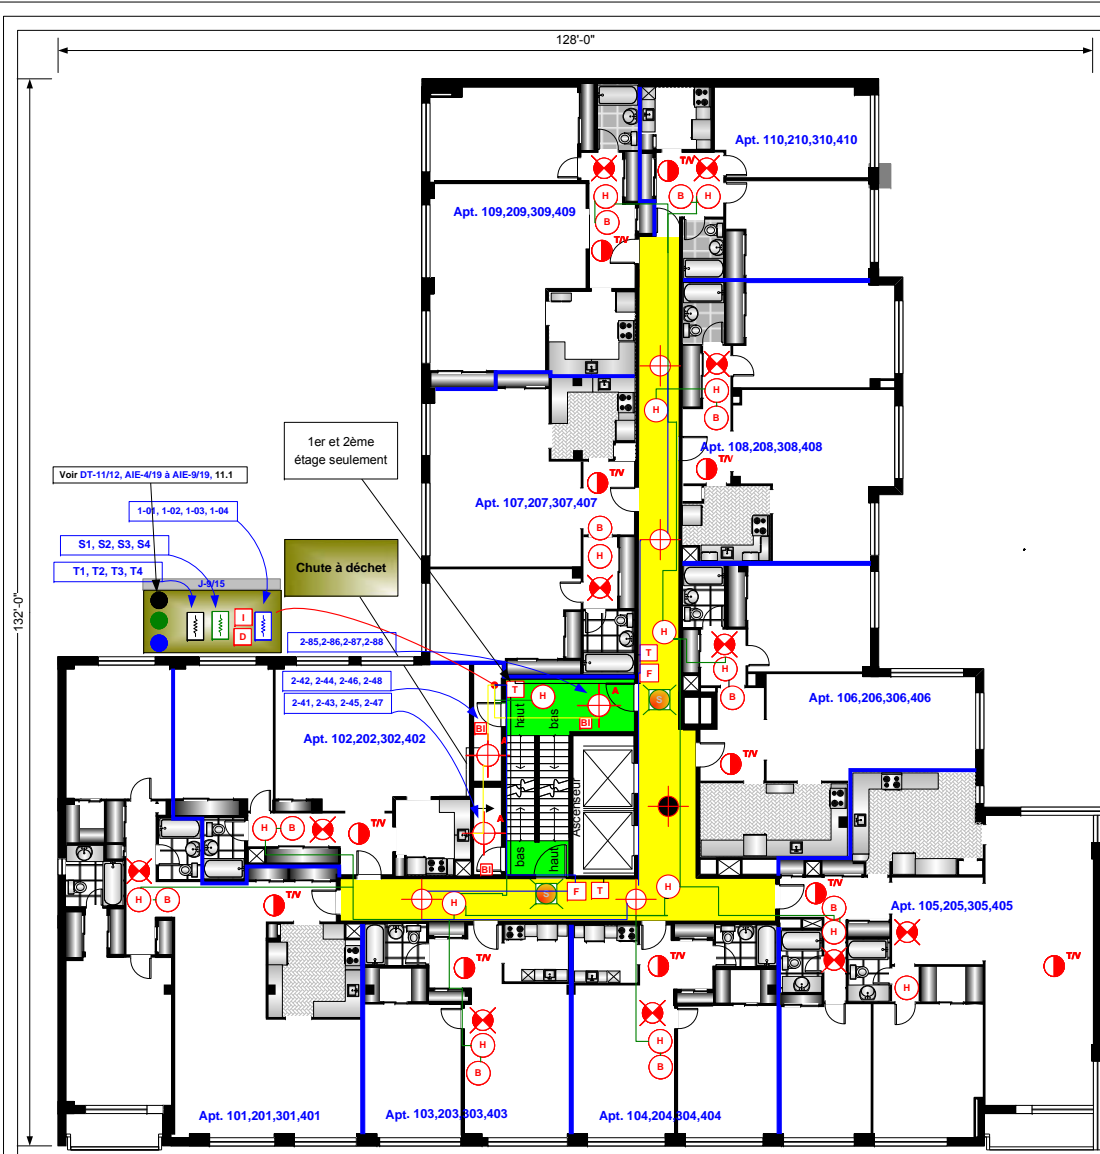 128'-0"
132'-0"
Apt. 110,210,310,410
T/V
H
B
H
Apt. 109,209,309,409
B
T/V
H
B
H
Apt. 108,208,308,408
T/V
1er et 2ème
étage seulement
Voir DT-11/12, AIE-4/19 à AIE-9/19, 11.1
T/V
Apt. 107,207,307,407
B
H
1-01, 1-02, 1-03, 1-04
S1, S2, S3, S4
T1, T2, T3, T4
Chute à déchet
J-9/15
I
D
2-85,2-86,2-87,2-88
2-42, 2-44, 2-46, 2-48
2-41, 2-43, 2-45, 2-47
H
T
F
H
B
T
H
A
haut
bas
BI
BI
S
Apt. 106,206,306,406
T/V
Apt. 102,202,302,402
Ascenseur
A
H
B
T/V
BI
bas
haut
H
B
T/V
H
S
F
T
H
T/V
B
H
Apt. 105,205,305,405
H
T/V
T/V
T/V
H
B
H
B
Apt. 101,201,301,401
Apt. 103,203,303,403
Apt. 104,204,304,404